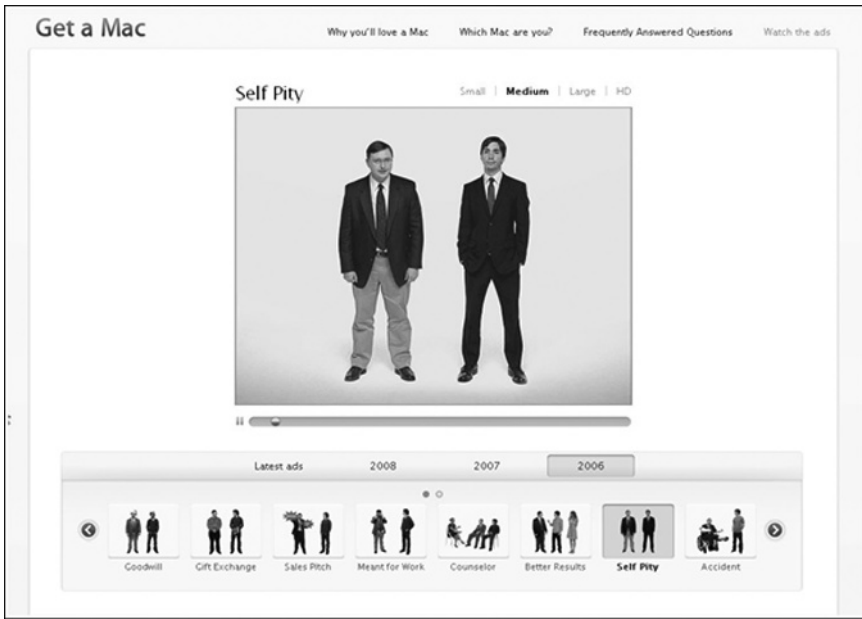 Get a Mac
Why you'll love a Mac Which Mac are you? Frequently Answered Questions Watch the ads
Self Pity
Small | Medium | Large | HD
Latest ads 2008 2007 2006
Goodwill Gift Exchange Sales Pitch Meant for Work Counselor Better Results Self Pity Accident